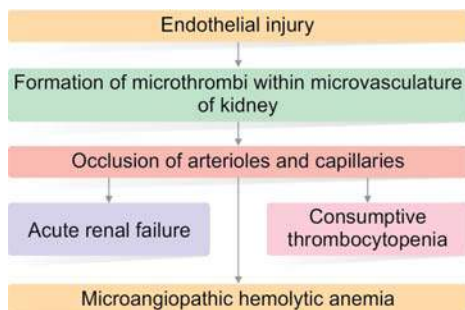 Endothelial injury
Formation of microthrombi within microvasculature
of kidney
Occlusion of arterioles and capillaries
Acute renal failure
Consumptive
thrombocytopenia
Microangiopathic hemolytic anemia